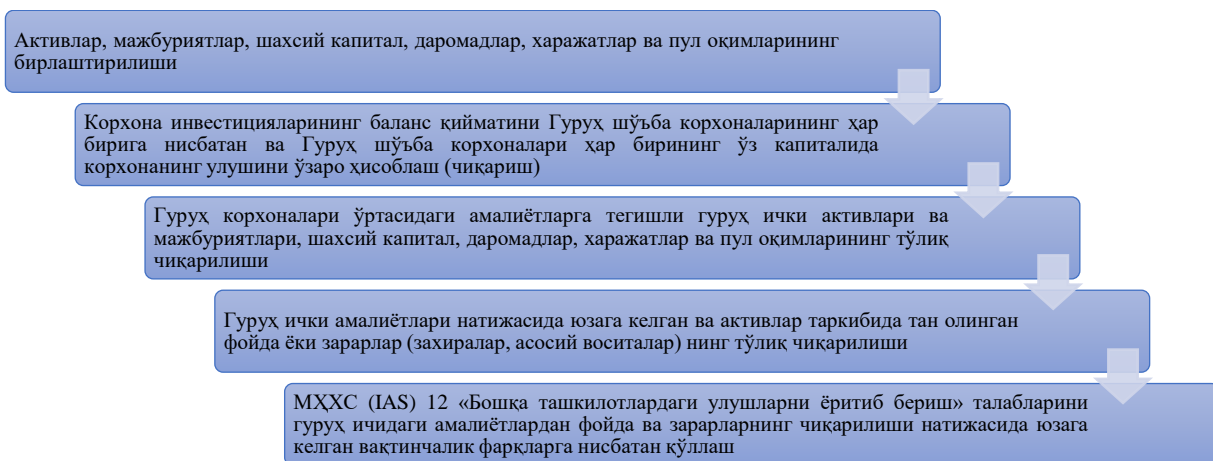 Активлар, мажбуриятлар, шахсий капитал, даромадлар, харажатлар ва пул оқимларининг
бирлаштирилиши
Корхона инвестицияларининг баланс қийматини Гуруҳ шўъба корхоналарининг ҳар
бирига нисбатан ва Гуруҳ шўъба корхоналари ҳар бирининг ўз капиталида
корхонанинг улушини ўзаро ҳисоблаш (чиқариш)
Гуруҳ корхоналари ўртасидаги амалиётларга тегишли гуруҳ ички активлари ва
мажбуриятлари, шахсий капитал, даромадлар, харажатлар ва пул оқимларининг тўлиқ
чиқарилиши
Гуруҳ ички амалиётлари натижасида юзага келган ва активлар таркибида тан олинган
фойда ёки зарарлар (захиралар, асосий воситалар) нинг тўлиқ чиқарилиши
МҲХС (IAS) 12 «Бошқа ташкилотлардаги улушларни ёритиб бериш» талабларини
гуруҳ ичидаги амалиётлардан фойда ва зарарларнинг чиқарилиши натижасида юзага
келган вақтинчалик фарқларга нисбатан қўллаш